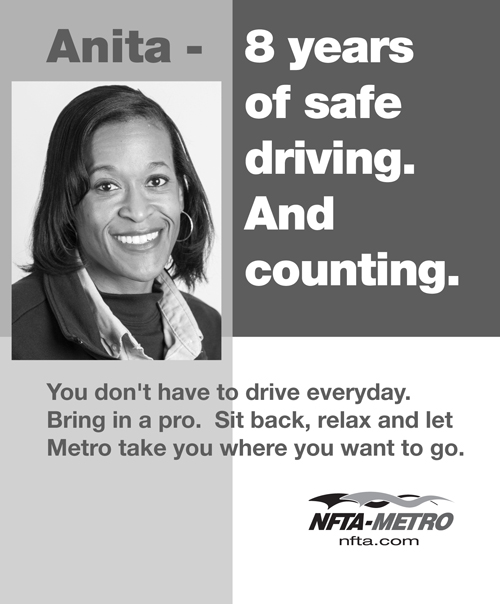 Anita - 8 years
of safe
driving.
And
counting.
You don't have to drive everyday.
Bring in a pro.  Sit back, relax and let
Metro take you where you want to go.
NFTA-METRO
nfta.com